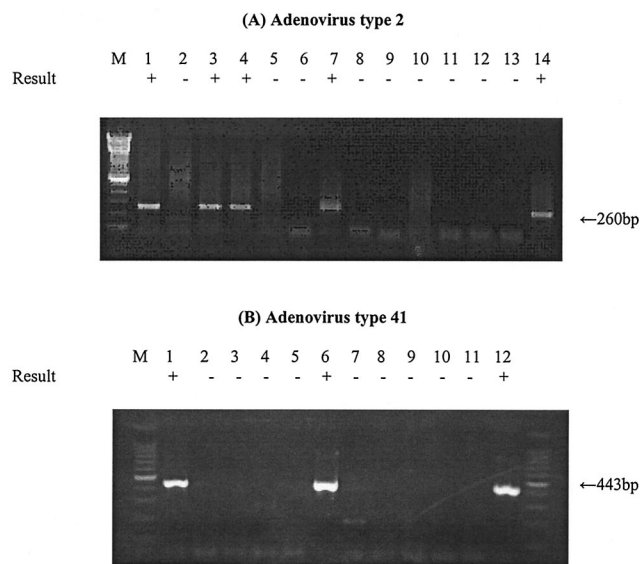 (A) Adenovirus type 2
M 1 2 3 4 5 6 7 8 9 10 11 12 13 14
Result + - + + - - + - - - - - - +
←260bp
(B) Adenovirus type 41
M 1 2 3 4 5 6 7 8 9 10 11 12
Result + - - - - + - - - - - +
←443bp